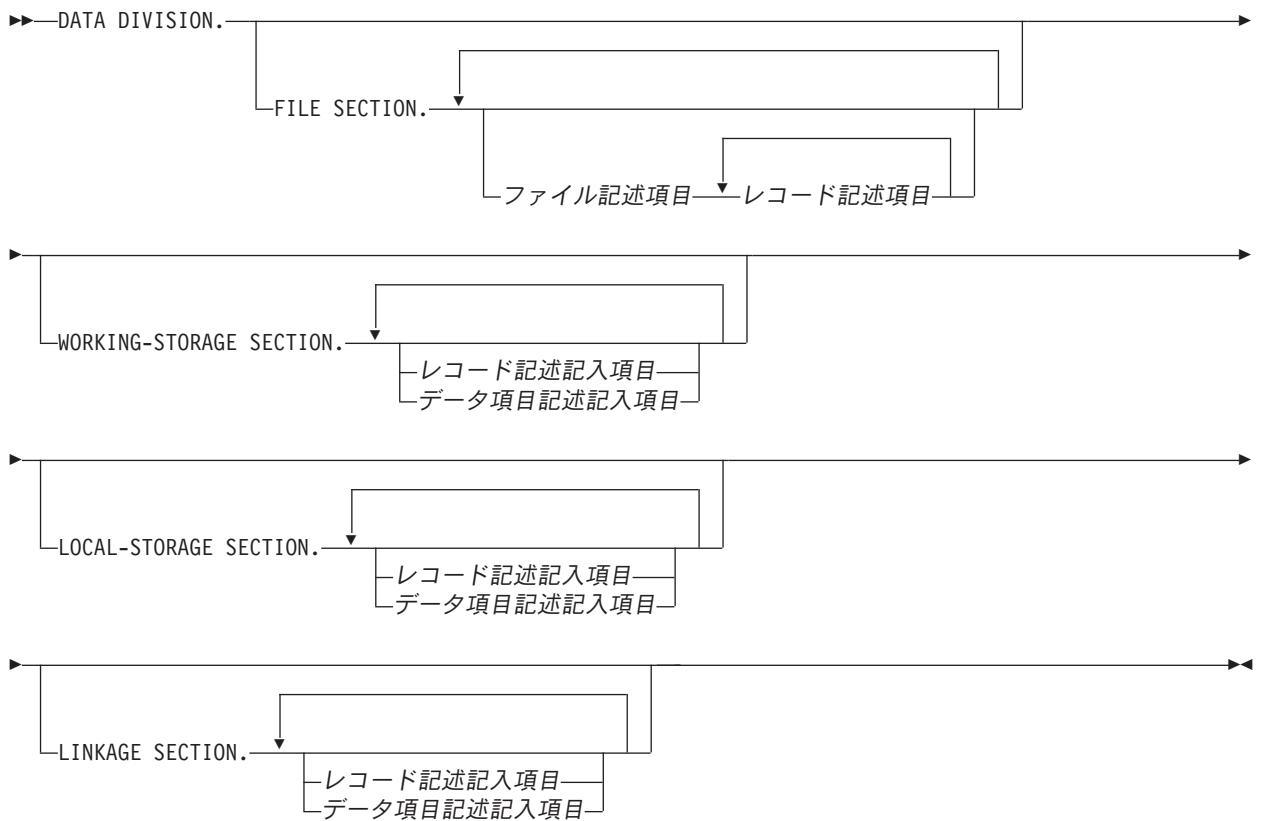 DATA DIVISION.
FILE SECTION.
ファイル記述項目 レコード記述項目
WORKING-STORAGE SECTION.
レコード記述記入項目
データ項目記述記入項目
LOCAL-STORAGE SECTION.
レコード記述記入項目
データ項目記述記入項目
LINKAGE SECTION.
レコード記述記入項目
データ項目記述記入項目